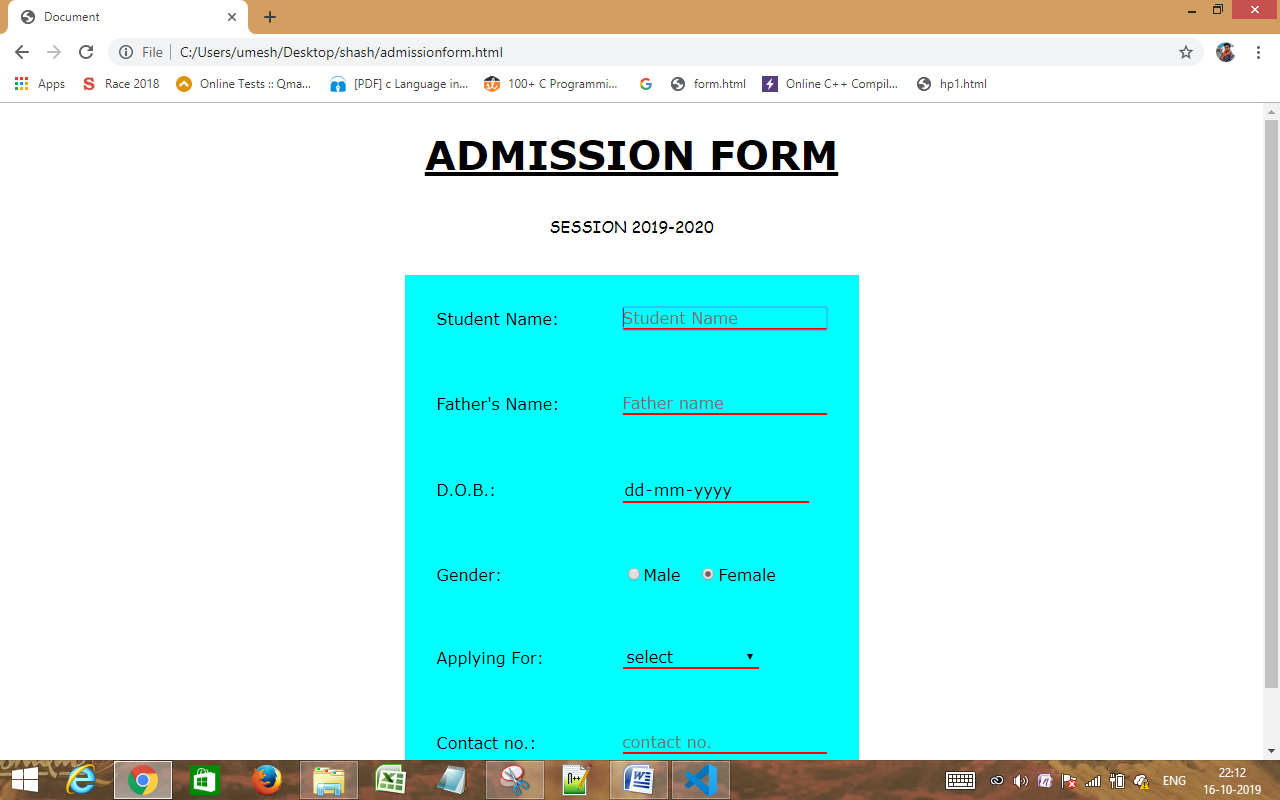 Document
File C:/Users/umesh/Desktop/shash/admissionform.html
Apps Race 2018 Online Tests :: Qma... [PDF] c Language in... 100+ C Programmi... form.html Online C++ Compil... hp1.html
ADMISSION FORM
SESSION 2019-2020
Student Name: Student Name
Father's Name: Father name
D.O.B.: dd-mm-yyyy
Gender: Male Female
Applying For: select
Contact no.: contact no.
ENG 22:12
16-10-2019